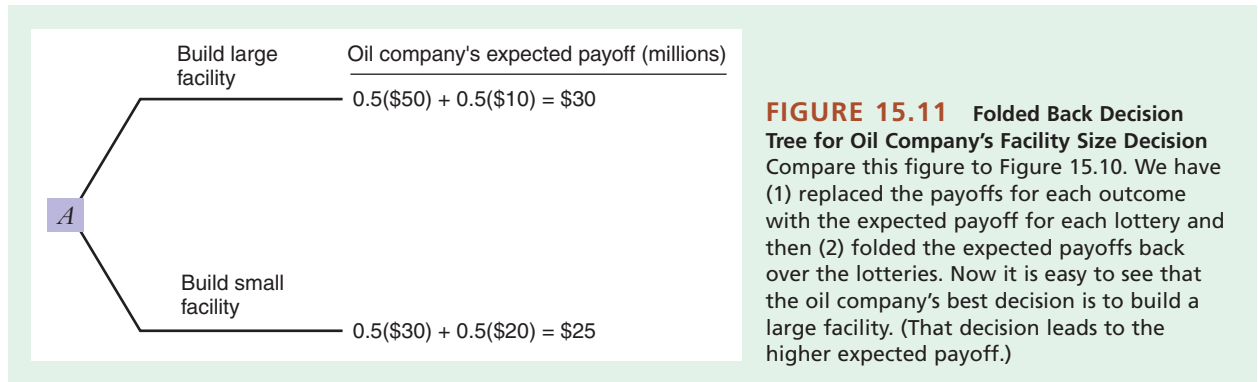 Build large
facility
Oil company's expected payoff (millions)
0.5($50) + 0.5($10) = $30
A
Build small
facility
0.5($30) + 0.5($20) = $25
FIGURE 15.11 Folded Back Decision
Tree for Oil Company's Facility Size Decision
Compare this figure to Figure 15.10. We have
(1) replaced the payoffs for each outcome
with the expected payoff for each lottery and
then (2) folded the expected payoffs back
over the lotteries. Now it is easy to see that
the oil company's best decision is to build a
large facility. (That decision leads to the
higher expected payoff.)